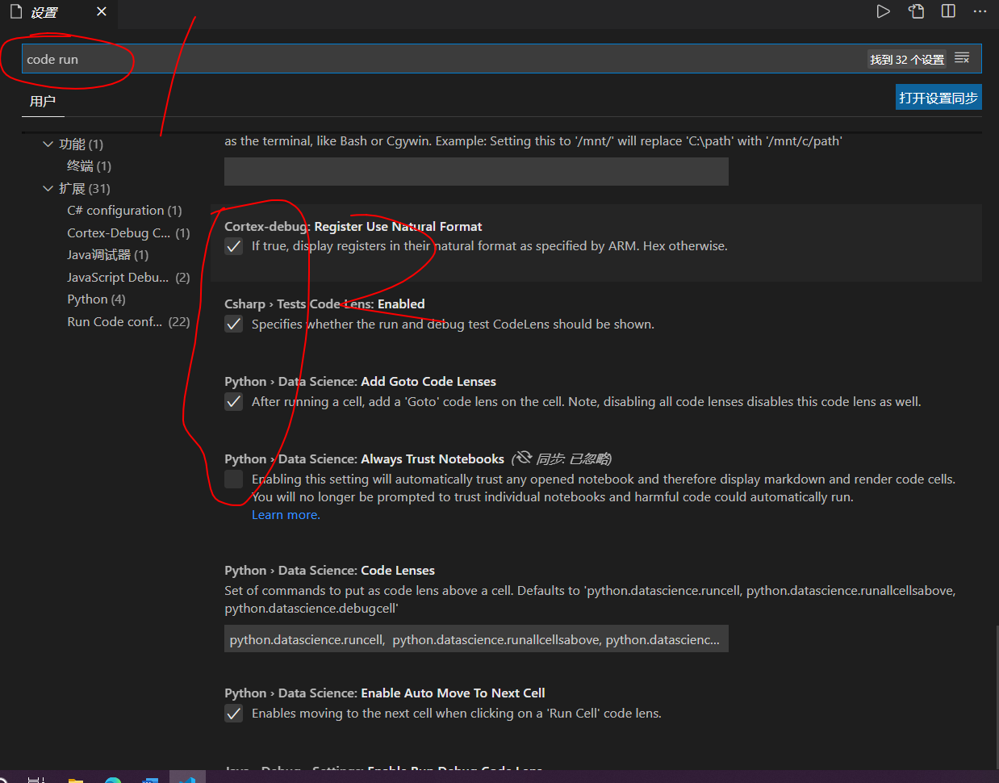 设置
code run
找到 32 个设置
用户
打开设置同步
功能 (1)
终端 (1)
扩展 (31)
C# configuration (1)
Cortex-Debug C... (1)
Java调试器 (1)
JavaScript Debu... (2)
Python (4)
Run Code conf... (22)
as the terminal, like Bash or Cgywin. Example: Setting this to '/mnt/' will replace 'C:\path' with '/mnt/c/path'
Cortex-debug: Register Use Natural Format
If true, display registers in their natural format as specified by ARM. Hex otherwise.
Csharp › Tests Code Lens: Enabled
Specifies whether the run and debug test CodeLens should be shown.
Python › Data Science: Add Goto Code Lenses
After running a cell, add a 'Goto' code lens on the cell. Note, disabling all code lenses disables this code lens as well.
Python › Data Science: Always Trust Notebooks (同步: 已忽略)
Enabling this setting will automatically trust any opened notebook and therefore display markdown and render code cells.
You will no longer be prompted to trust individual notebooks and harmful code could automatically run.
Learn more.
Python › Data Science: Code Lenses
Set of commands to put as code lens above a cell. Defaults to 'python.datascience.runcell, python.datascience.runallcellsabove,
python.datascience.debugcell'
python.datascience.runcell, python.datascience.runallcellsabove, python.datascienc...
Python › Data Science: Enable Auto Move To Next Cell
Enables moving to the next cell when clicking on a 'Run Cell' code lens.
Java › Debug › Settings: Enable Run Debug Code Lens